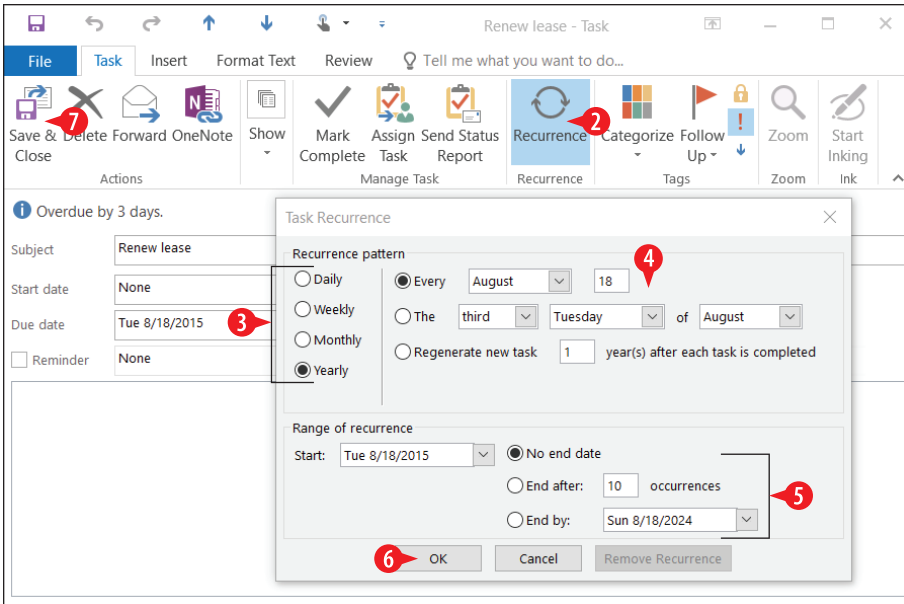 Renew lease - Task
File Task Insert Format Text Review Tell me what you want to do...
Save & Close
7
Delete
Forward
OneNote
Show
Mark Complete
Assign Task
Send Status Report
Recurrence
2
Categorize
Follow Up
!
Zoom
Start Inking
Actions Manage Task Recurrence Tags Zoom Ink
i Overdue by 3 days.
Subject Renew lease
Start date None
Due date Tue 8/18/2015
Reminder None
Task Recurrence
Recurrence pattern
3
Daily
Weekly
Monthly
Yearly
4
Every August 18
The third Tuesday of August
Regenerate new task 1 year(s) after each task is completed
Range of recurrence
Start: Tue 8/18/2015
No end date
End after: 10 occurrences
End by: Sun 8/18/2024
5
6
OK Cancel Remove Recurrence